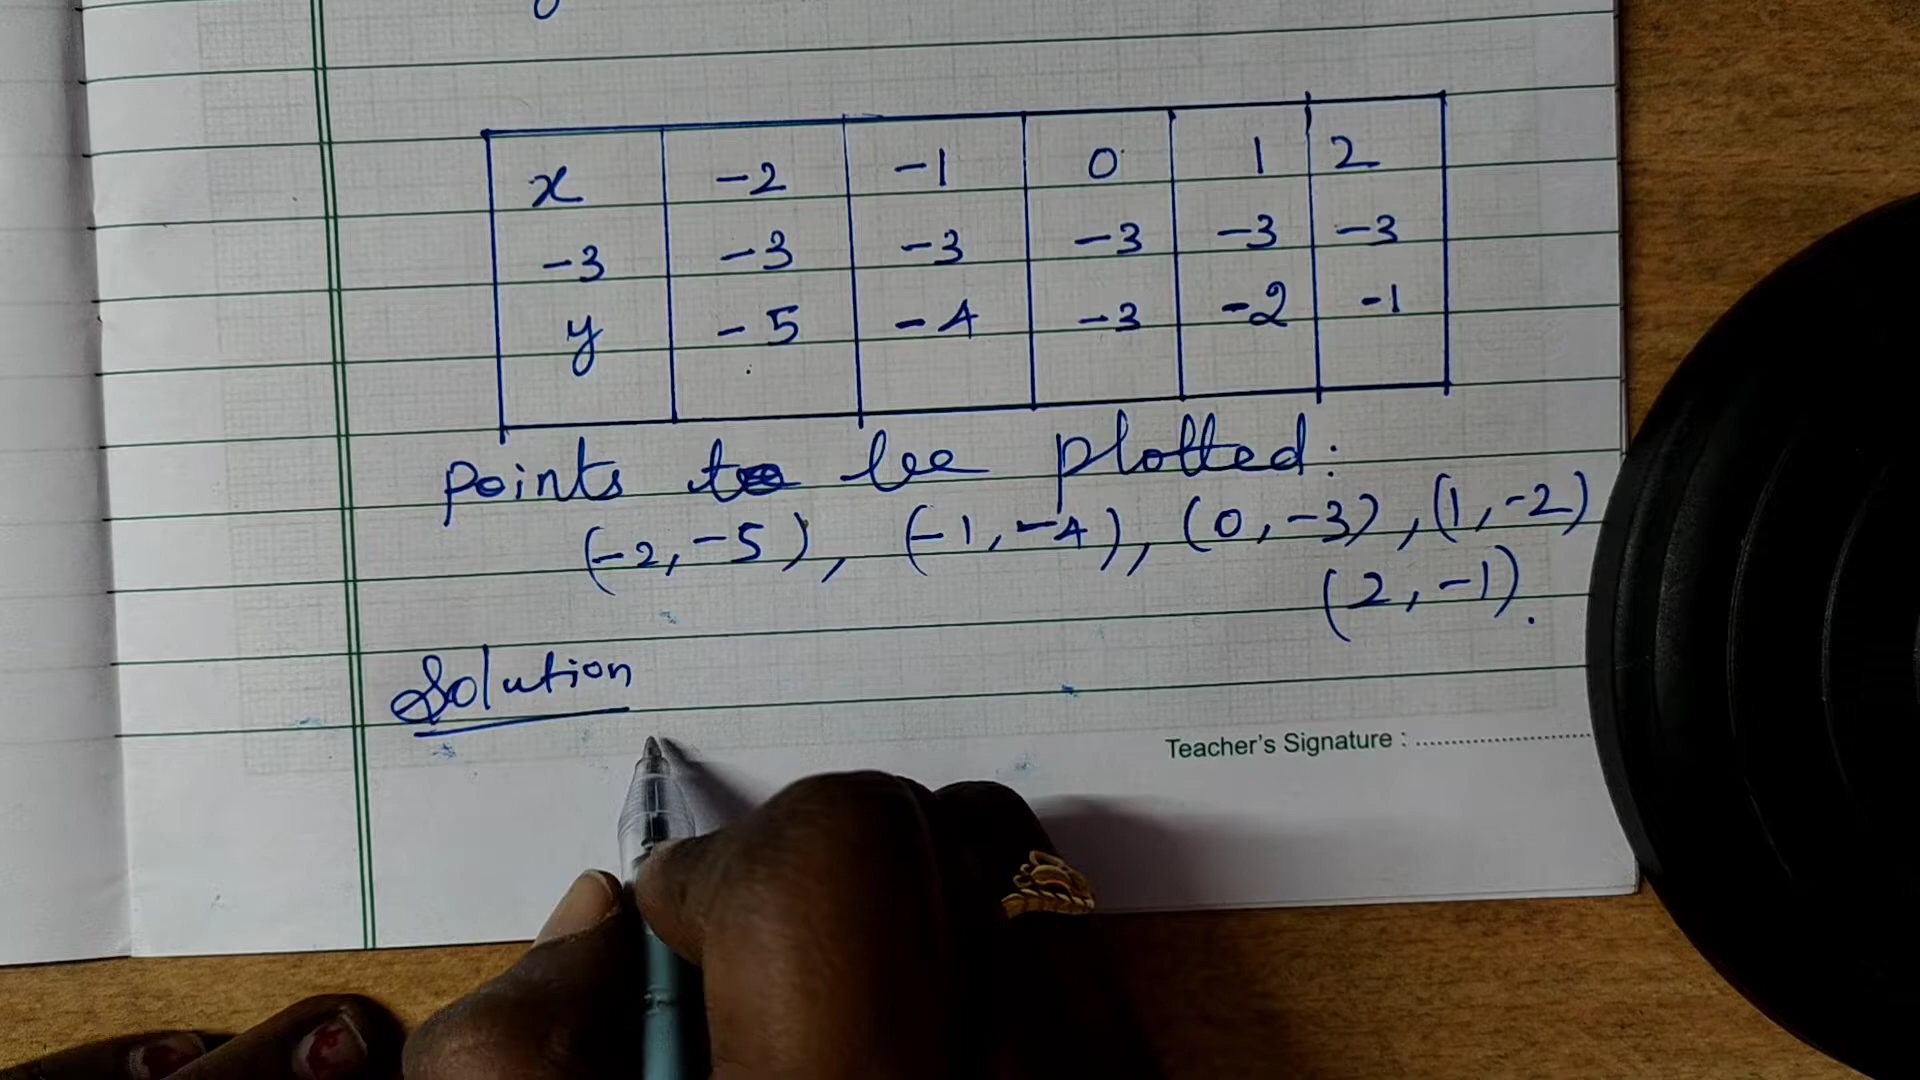 x -2 -1 0 1 2
-3 -3 -3 -3 -3 -3
y -5 -4 -3 -2 -1
Points to be plotted:
(-2, -5), (-1, -4), (0, -3), (1, -2)
(2, -1).
Solution
Teacher's Signature : ................................